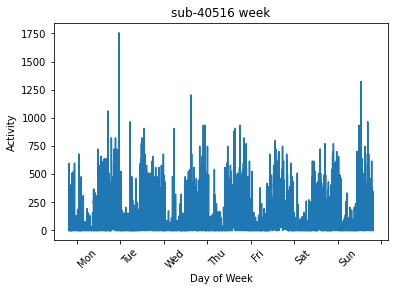 sub-40516 week
Activity
1750
1500
1250
1000
750
500
250
0
Mon
Tue
Wed
Thu
Fri
Sat
Sun
Day of Week